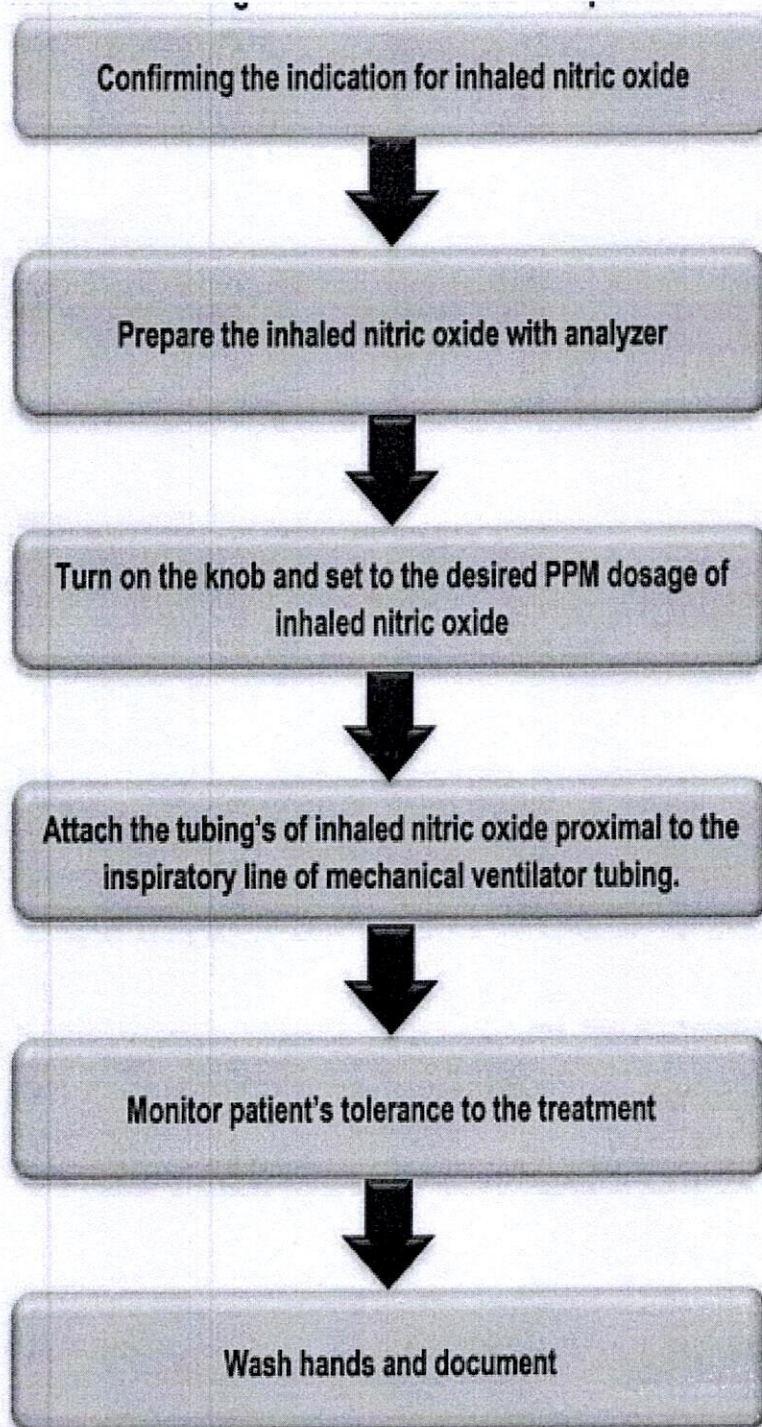 Confirming the indication for inhaled nitric oxide
Prepare the inhaled nitric oxide with analyzer
Turn on the knob and set to the desired PPM dosage of
inhaled nitric oxide
Attach the tubing's of inhaled nitric oxide proximal to the
inspiratory line of mechanical ventilator tubing.
Monitor patient's tolerance to the treatment
Wash hands and document